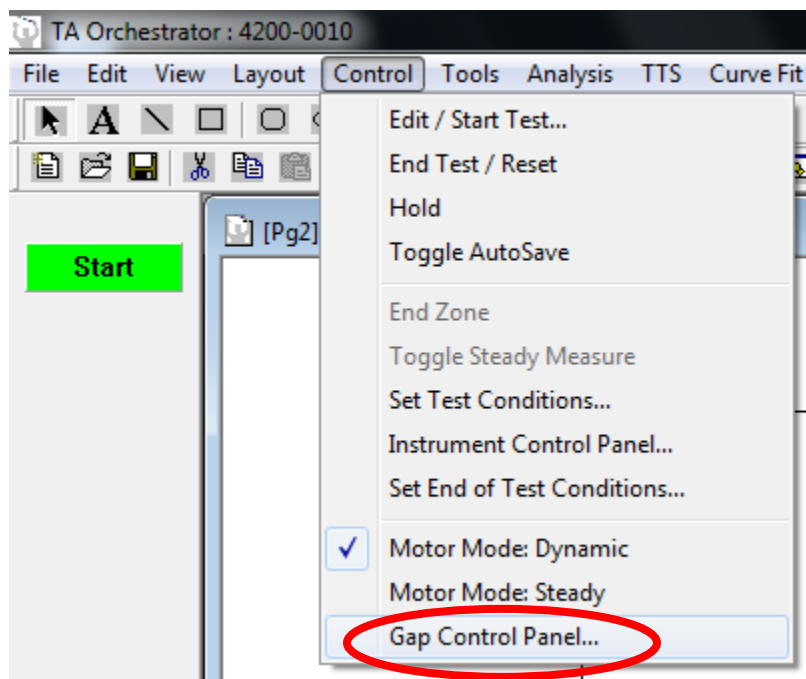 TA Orchestrator : 4200-0010
File Edit View Layout Control Tools Analysis TTS Curve Fit
A
Edit / Start Test...
End Test / Reset
Hold
[Pg2]
Toggle AutoSave
Start
End Zone
Toggle Steady Measure
Set Test Conditions...
Instrument Control Panel...
Set End of Test Conditions...
Motor Mode: Dynamic
Motor Mode: Steady
Gap Control Panel...